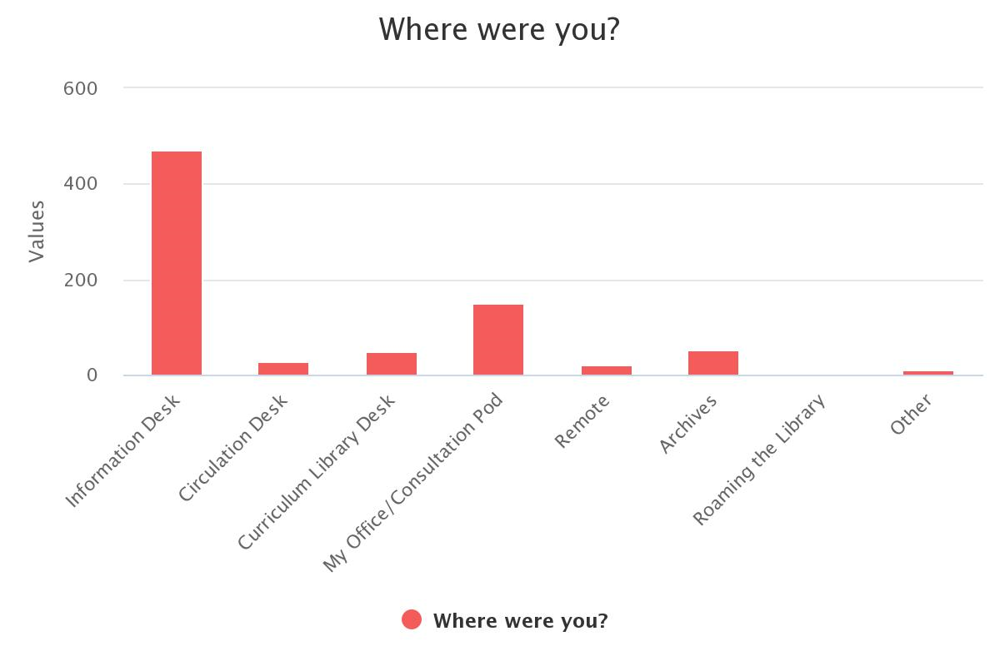 Where were you?
600
400
200
0
Values
Information Desk
Circulation Desk
Curriculum Library Desk
My Office/Consultation Pod
Remote
Archives
Roaming the Library
Other
Where were you?